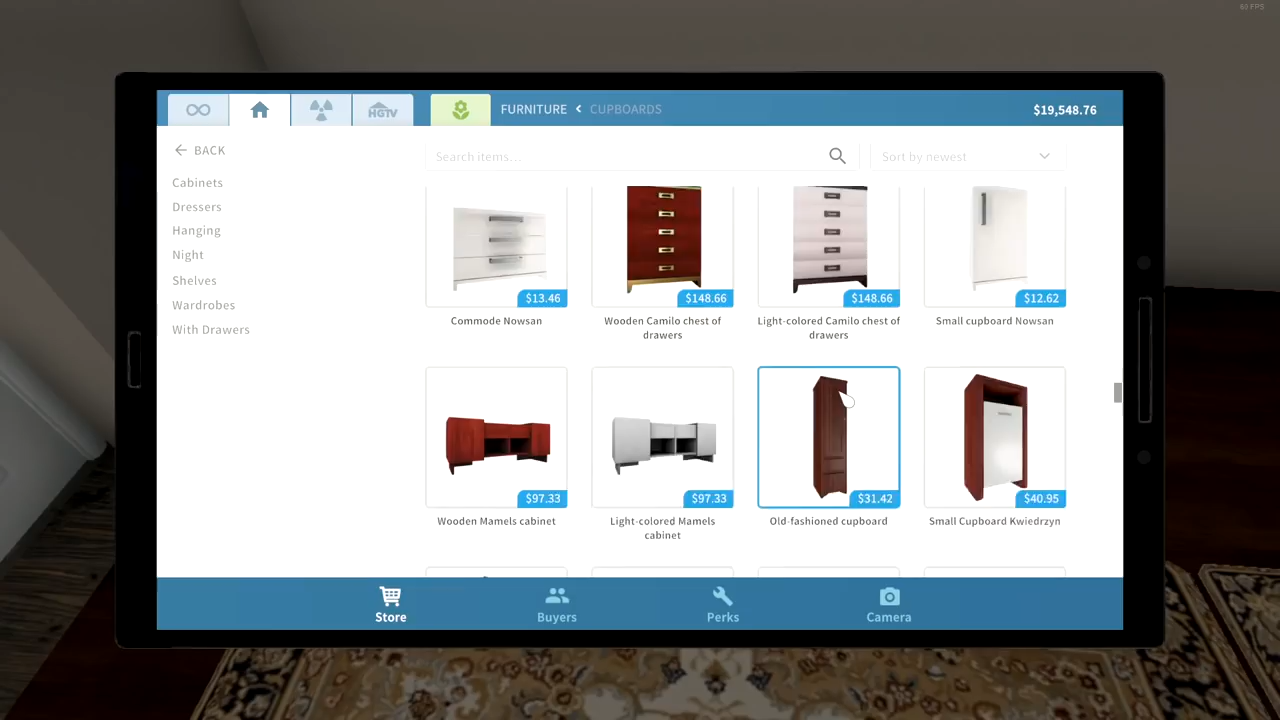 60 FPS
HGTV
FURNITURE < CUPBOARDS
$19,548.76
BACK
Search items...
Sort by newest
Cabinets
Dressers
Hanging
Night
Shelves
Wardrobes
With Drawers
$13.46
$148.66
$148.66
$12.62
Commode Nowsan
Wooden Camilo chest of
drawers
Light-colored Camilo chest of
drawers
Small cupboard Nowsan
$97.33
$97.33
$31.42
$40.95
Wooden Mamels cabinet
Light-colored Mamels
cabinet
Old-fashioned cupboard
Small Cupboard Kwiedrzyn
Store
Buyers
Perks
Camera